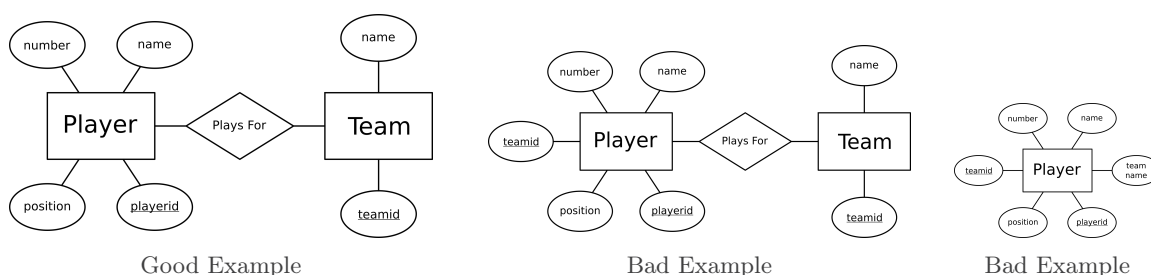 number
name
name
Player
Plays For
Team
position
playerid
teamid
Good Example
number
name
name
teamid
Player
Plays For
Team
position
playerid
teamid
Bad Example
number
name
teamid
Player
team
name
position
playerid
Bad Example